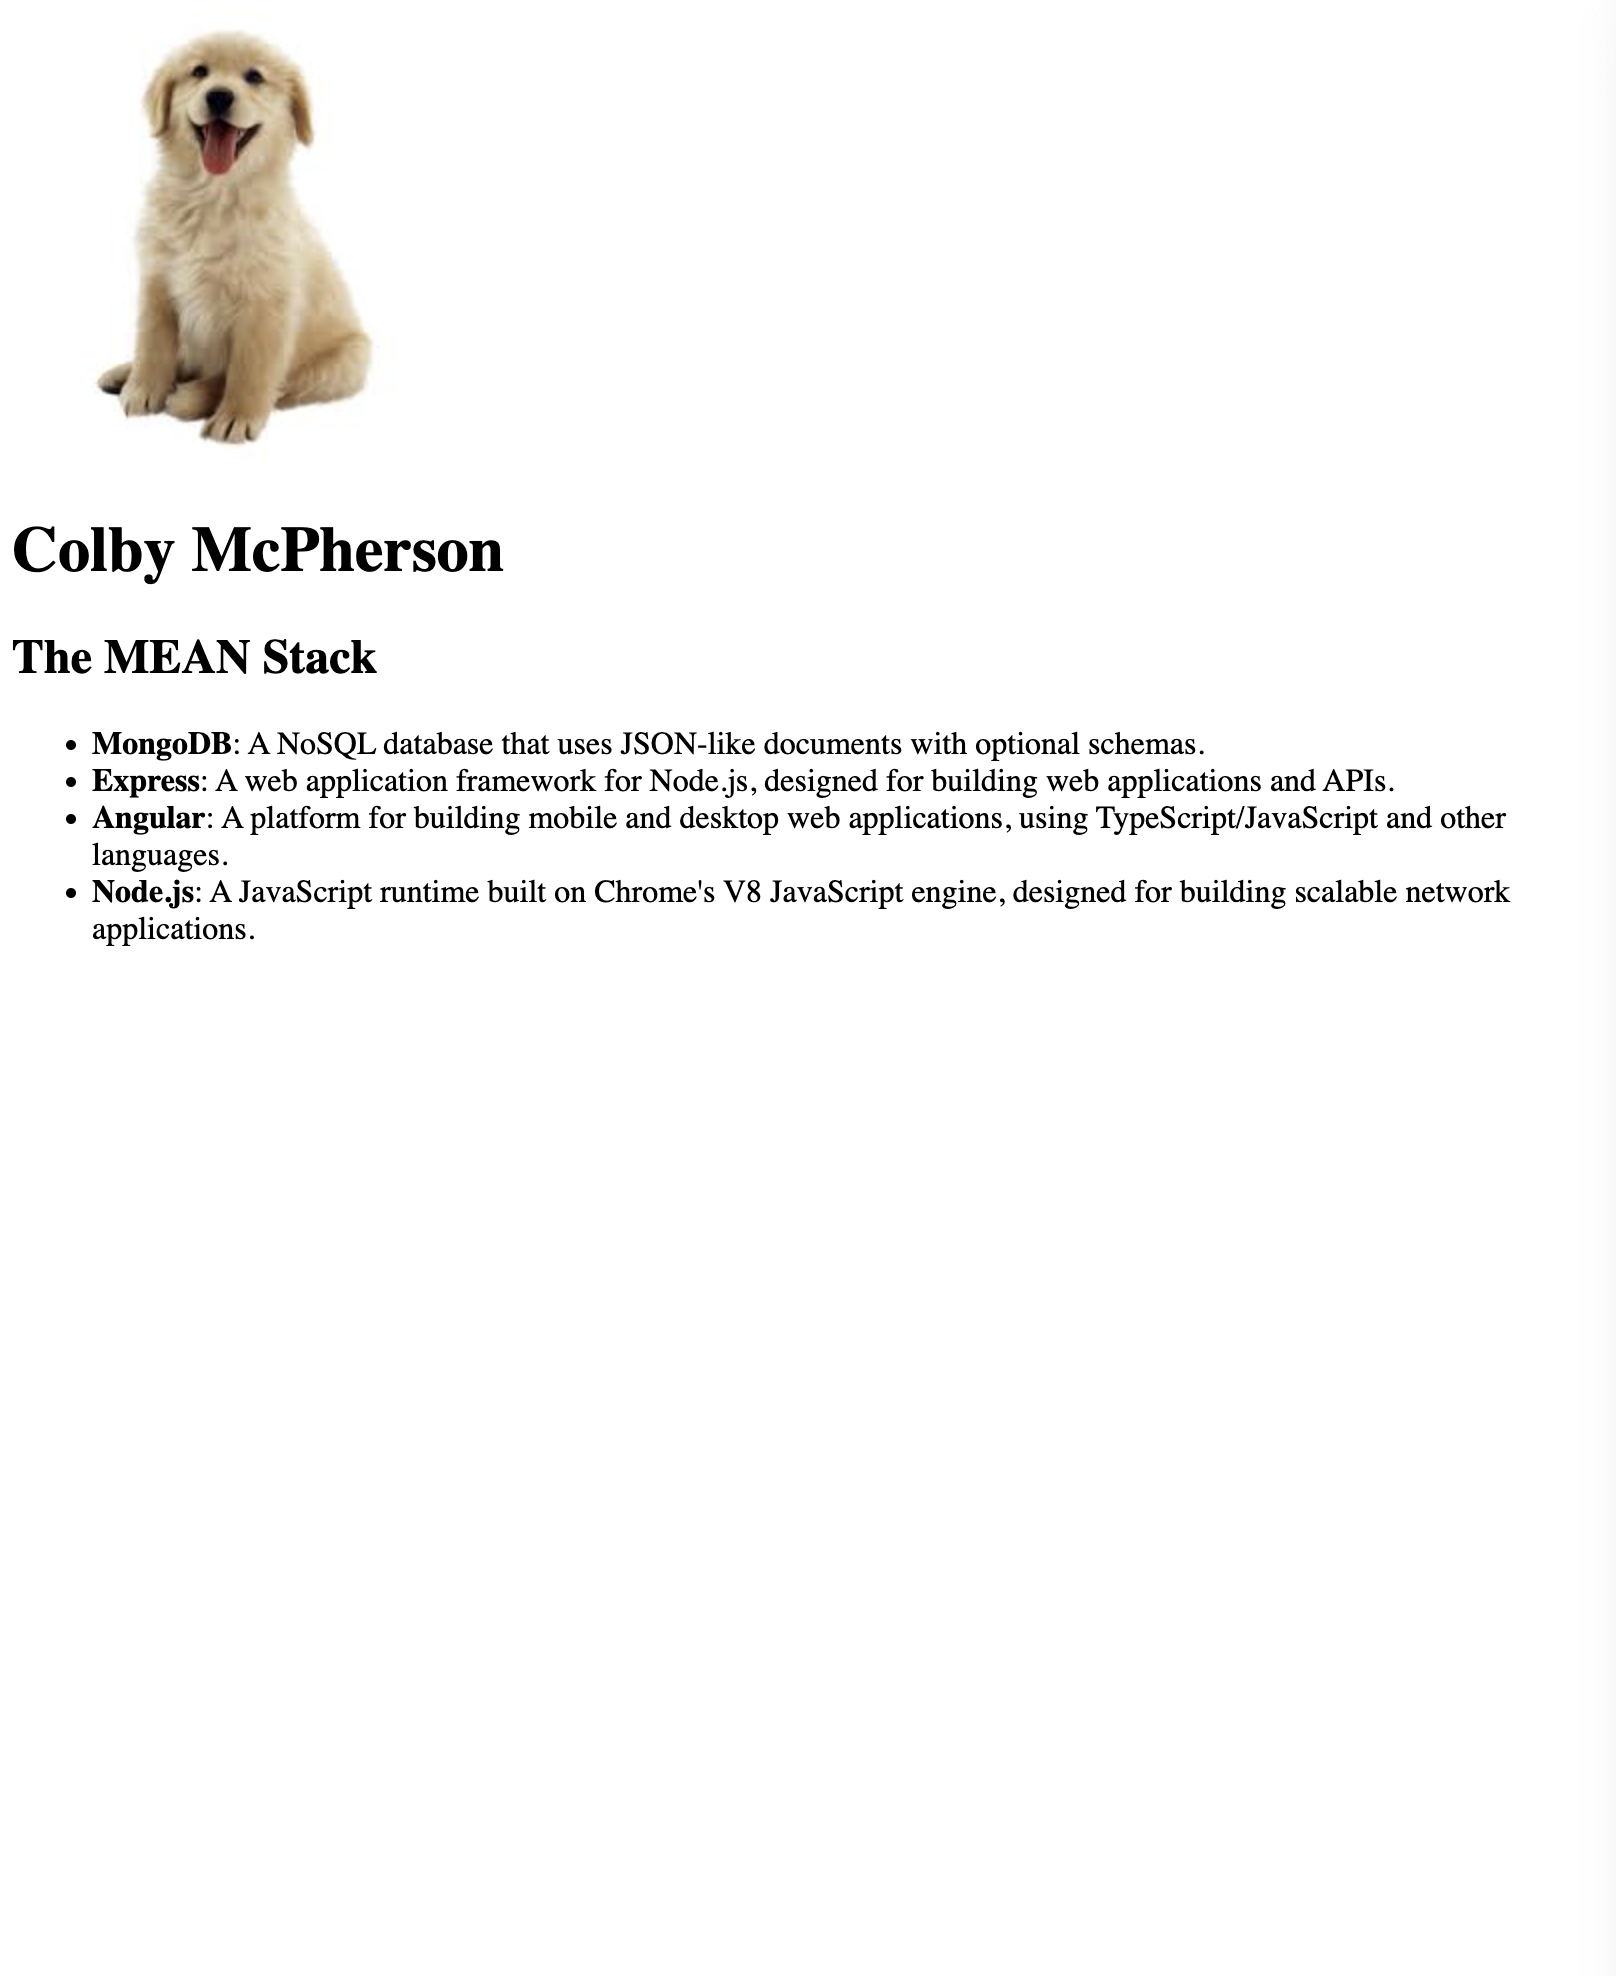 Colby McPherson
The MEAN Stack
• MongoDB: A NoSQL database that uses JSON-like documents with optional schemas.
• Express: A web application framework for Node.js, designed for building web applications and APIs.
• Angular: A platform for building mobile and desktop web applications, using TypeScript/JavaScript and other
languages.
• Node.js: A JavaScript runtime built on Chrome's V8 JavaScript engine, designed for building scalable network
applications.